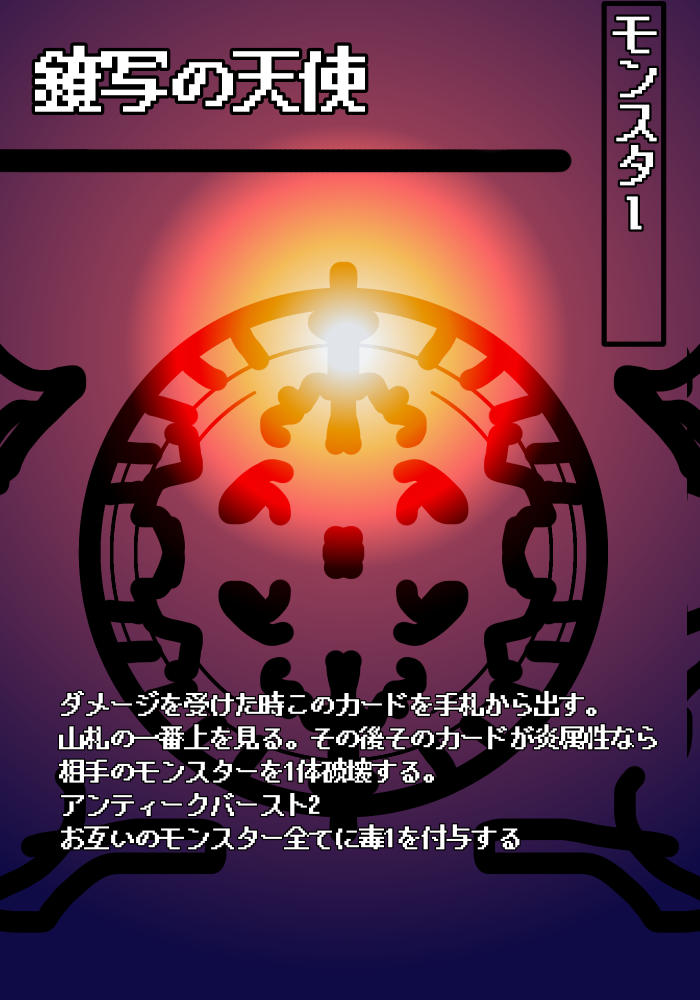 鏡写の天使
モンスター
ダメージを受けた時このカードを手札から出す。
山札の一番上を見る。その後そのカードが炎属性なら
相手のモンスターを1体破壊する。
アンティークバースト2
お互いのモンスター全てに毒1を付与する